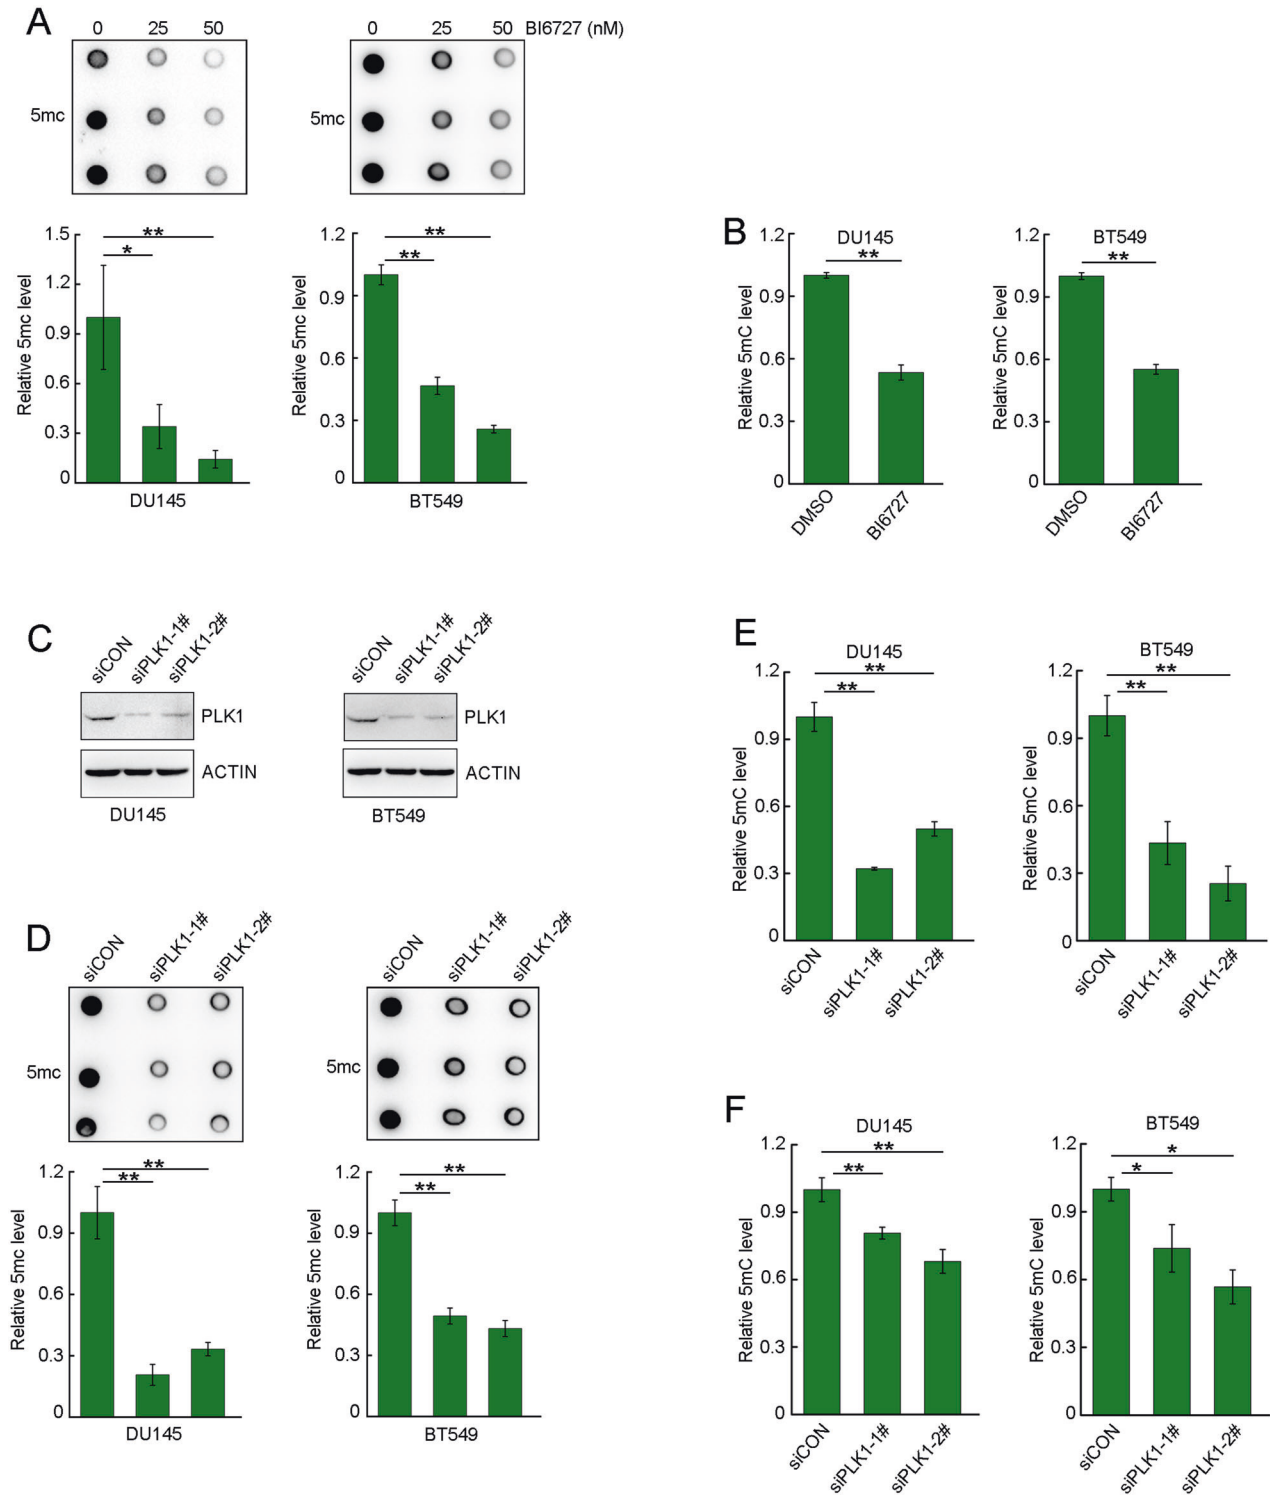 A
0 25 50 BI6727 (nM)
0 25 50
5mc
5mc
1.5
1.2
0.9
0.6
0.3
0
Relative 5mc level
**
*
DU145
1.2
0.9
0.6
0.3
0
Relative 5mc level
**
**
BT549
B
DU145
**
1.2
0.9
0.6
0.3
0
Relative 5mC level
DMSO
BI6727
BT549
**
1.2
0.9
0.6
0.3
0
Relative 5mC level
DMSO
BI6727
C
siCON
siPLK1-1#
siPLK1-2#
PLK1
ACTIN
DU145
siCON
siPLK1-1#
siPLK1-2#
PLK1
ACTIN
BT549
D
siCON
siPLK1-1#
siPLK1-2#
5mc
siCON
siPLK1-1#
siPLK1-2#
5mc
1.2
0.9
0.6
0.3
0
Relative 5mc level
**
**
DU145
1.2
0.9
0.6
0.3
0
Relative 5mc level
**
**
BT549
E
DU145
**
**
1.2
0.9
0.6
0.3
0
Relative 5mC level
siCON
siPLK1-1#
siPLK1-2#
BT549
**
**
1.2
0.9
0.6
0.3
0
Relative 5mC level
siCON
siPLK1-1#
siPLK1-2#
F
DU145
**
**
1.2
0.9
0.6
0.3
0
Relative 5mC level
siCON
siPLK1-1#
siPLK1-2#
BT549
*
*
1.2
0.9
0.6
0.3
0
Relative 5mC level
siCON
siPLK1-1#
siPLK1-2#